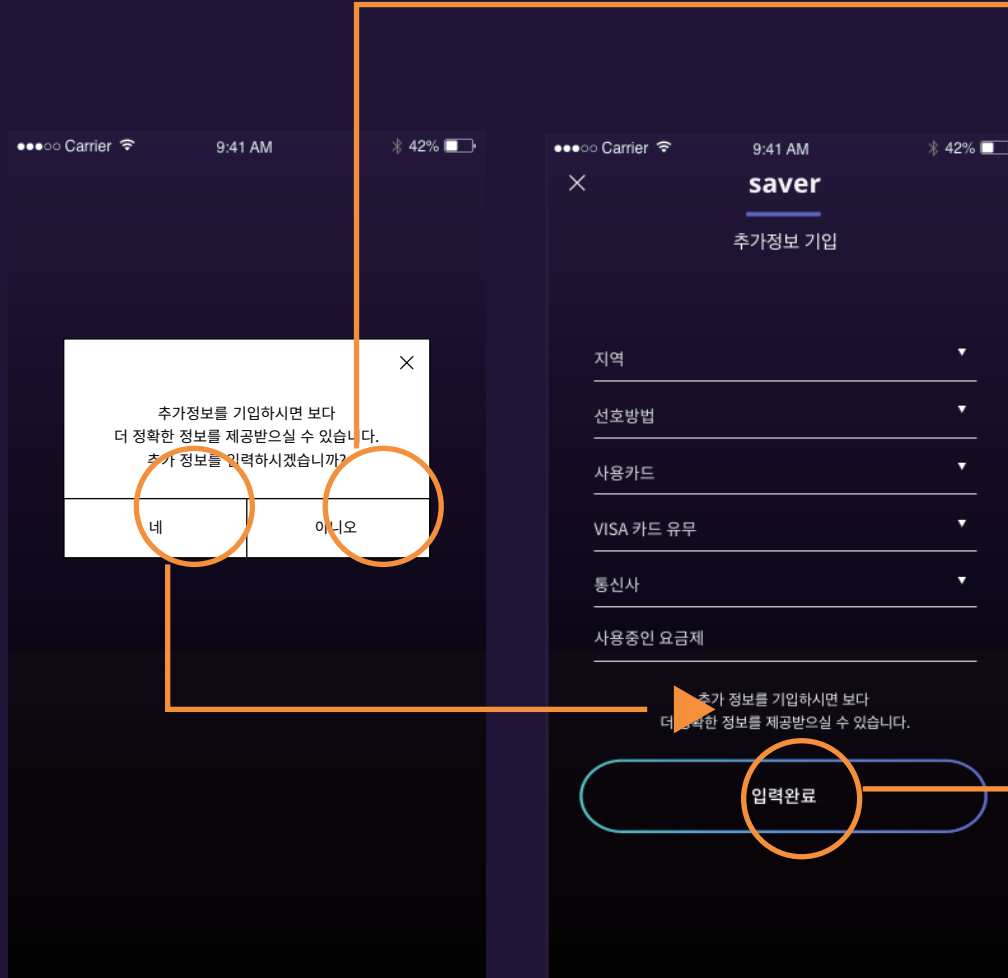 Carrier
9:41 AM
42%
추가정보를 기입하시면 보다
더 정확한 정보를 제공받으실 수 있습니다.
추가 정보를 입력하시겠습니까?
네
아니오
Carrier
9:41 AM
42%
saver
추가정보 기입
지역
선호방법
사용카드
VISA 카드 유무
통신사
사용중인 요금제
추가 정보를 기입하시면 보다
더 정확한 정보를 제공받으실 수 있습니다.
입력완료